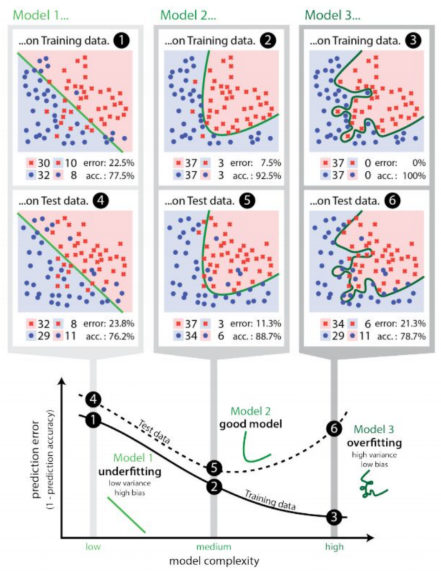 Model 1...
Model 2...
Model 3...
...on Training data. 1
...on Training data. 2
...on Training data. 3
30 10 error: 22.5%
32 8 acc.: 77.5%
37 3 error: 7.5%
37 3 acc.: 92.5%
37 0 error: 0%
37 0 acc.: 100%
...on Test data. 4
...on Test data. 5
...on Test data. 6
32 8 error: 23.8%
29 11 acc.: 76.2%
37 3 error: 11.3%
34 6 acc.: 88.7%
34 6 error: 21.3%
29 11 acc.: 78.7%
prediction error
(1 - prediction accuracy)
4
1
Test data
Model 1
underfitting
low variance
high bias
5
2
Model 2
good model
Training data
6
3
Model 3
overfitting
high variance
low bias
low
medium
high
model complexity